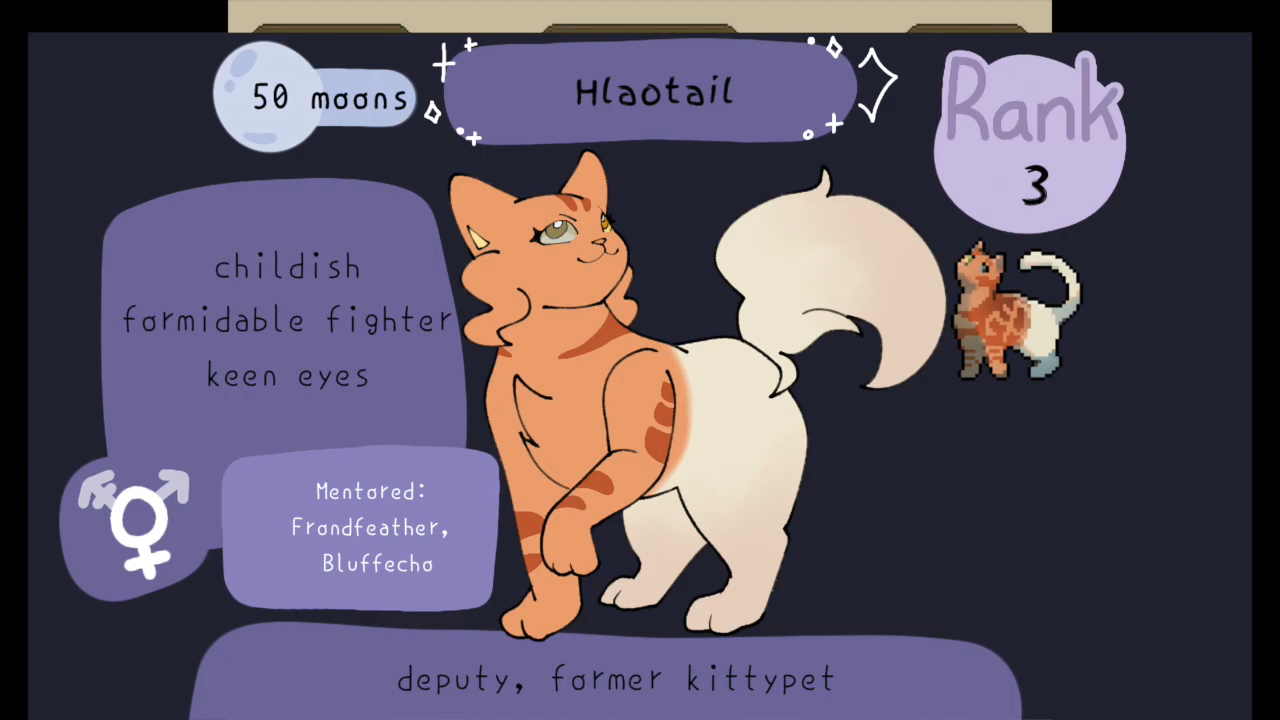 50 moons
Hlaotail
Rank
3
childish
formidable fighter
keen eyes
Mentored:
Frondfeather,
Bluffecho
deputy, former kittypet